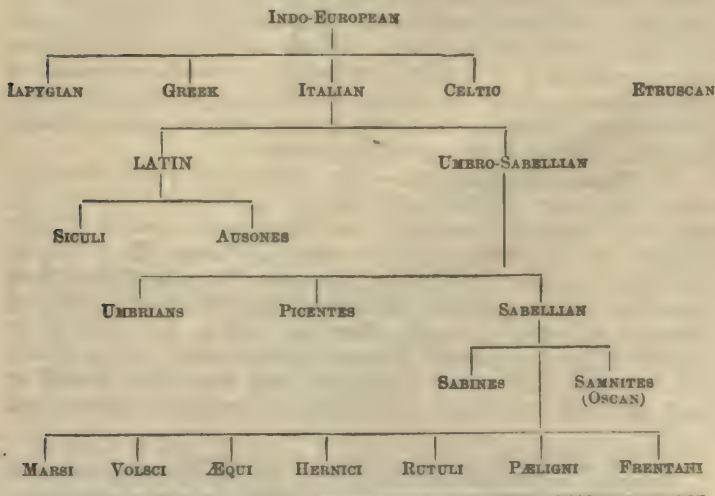 INDO-EUROPEAN
IAPYGIAN GREEK ITALIAN CELTIC ETRUSCAN
LATIN UMBRO-SABELLIAN
SICULI AUSONES
UMBRIANS PICENTES SABELLIAN
SABINES SAMNITES
(OSCAN)
MARSI VOLSCI ÆQUI HERNICI RUTULI PÆLIGNI FRENTANI